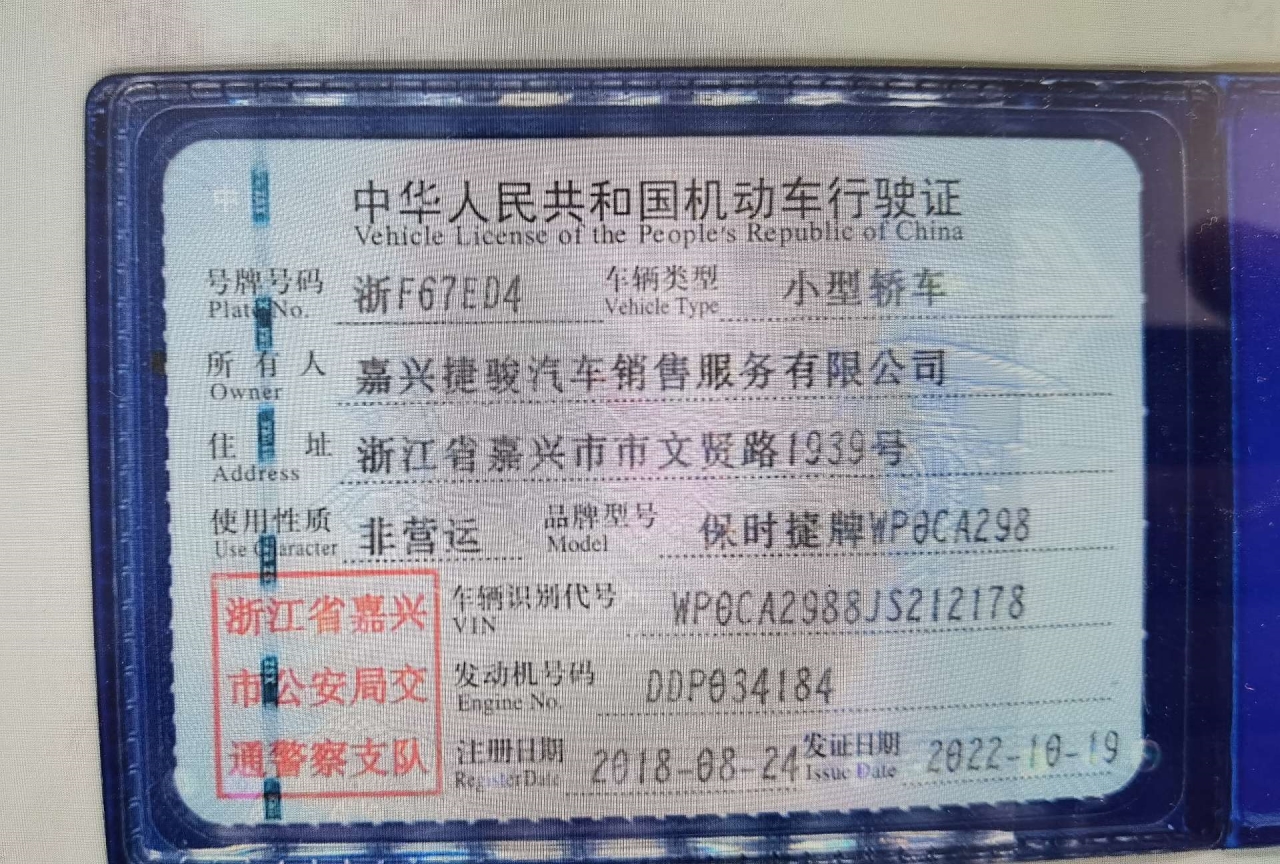 中华人民共和国机动车行驶证
Vehicle License of the People's Republic of China
号牌号码 浙F67ED4 车辆类型 小型轿车
Plate No. Vehicle Type
所有人 嘉兴捷骏汽车销售服务有限公司
Owner
住址 浙江省嘉兴市市文贤路1939号
Address
使用性质 非营运 品牌型号 保时捷牌WP0CA298
Use Character Model
车辆识别代号 WP0CA2988JS212178
VIN
发动机号码 DDP034184
Engine No.
注册日期 2018-08-24 发证日期 2022-10-19
Register Date Issue Date
浙江省嘉兴
市公安局交
通警察支队